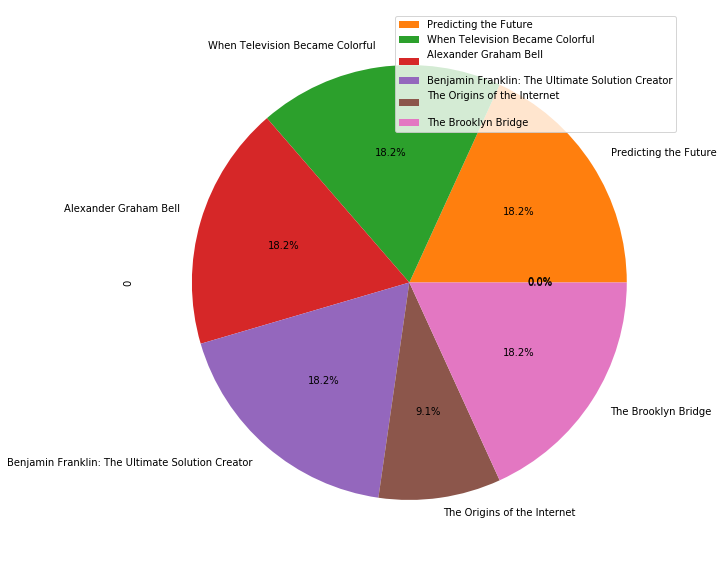 Predicting the Future
When Television Became Colorful
Alexander Graham Bell
Benjamin Franklin: The Ultimate Solution Creator
The Origins of the Internet
The Brooklyn Bridge
When Television Became Colorful
Predicting the Future
18.2%
18.2%
Alexander Graham Bell
18.2%
0
0.0%
18.2%
18.2%
9.1%
The Brooklyn Bridge
Benjamin Franklin: The Ultimate Solution Creator
The Origins of the Internet